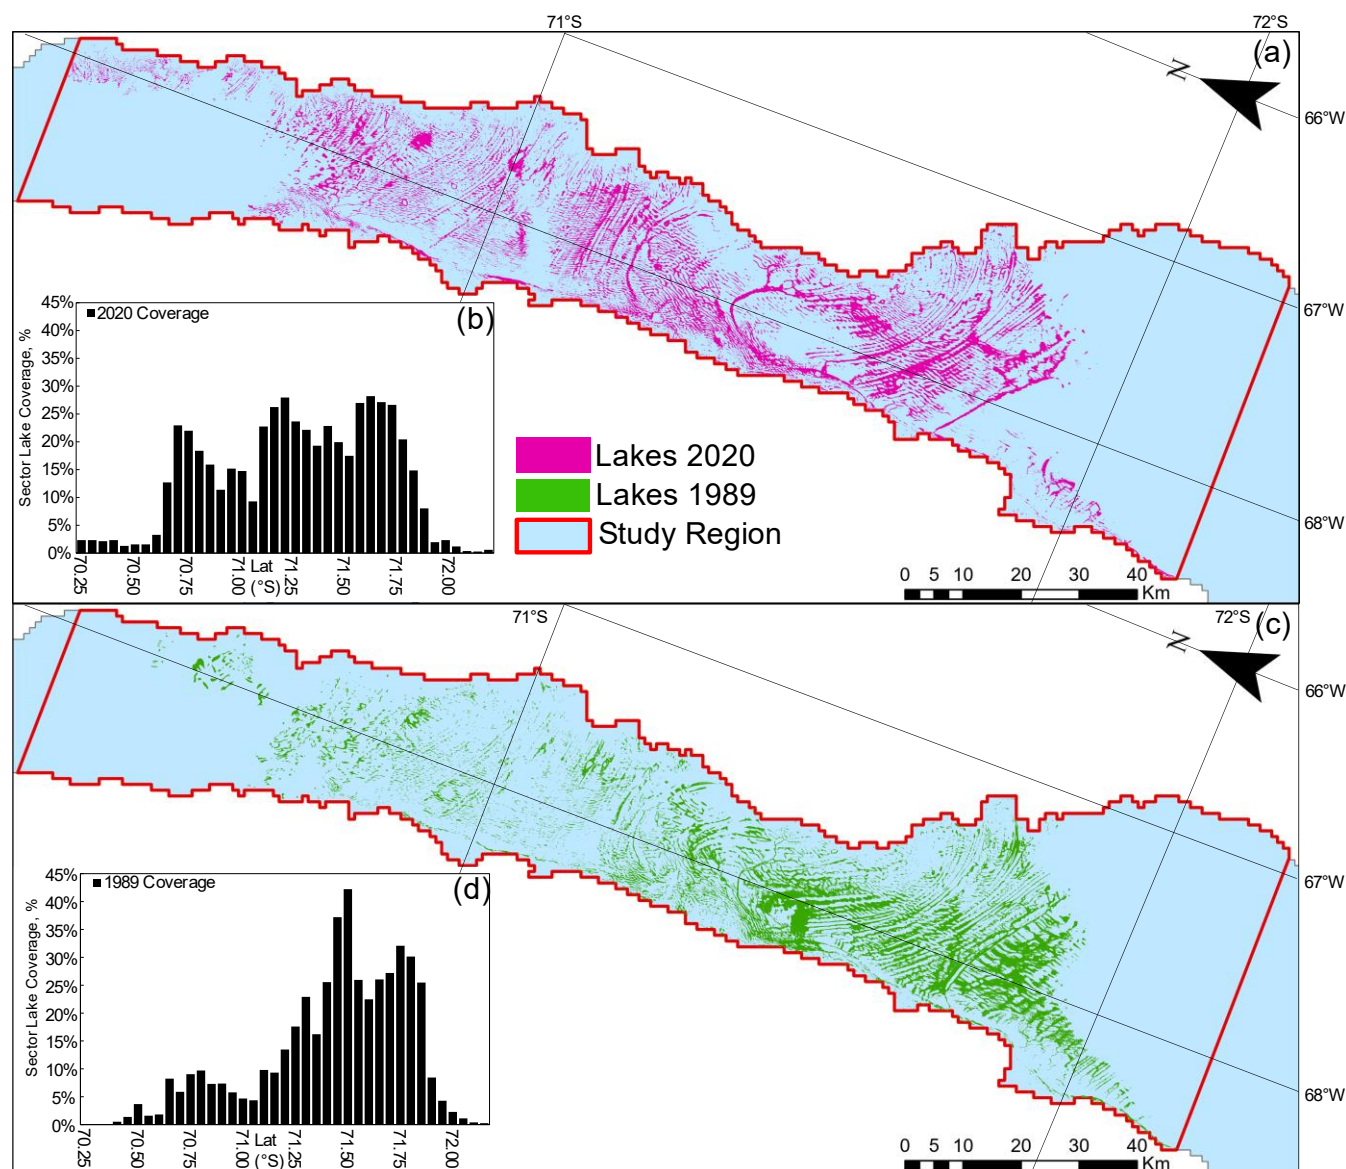 71°S
72°S
(a)
N
66°W
67°W
68°W
45%
40%
35%
30%
25%
20%
15%
10%
5%
0%
Sector Lake Coverage, %
2020 Coverage
(b)
70.25
70.50
70.75
71.00
71.25
71.50
71.75
72.00
Lat
(°S)
Lakes 2020
Lakes 1989
Study Region
0 5 10 20 30 40
Km
71°S
72°S
(c)
N
66°W
67°W
68°W
45%
40%
35%
30%
25%
20%
15%
10%
5%
0%
Sector Lake Coverage, %
1989 Coverage
(d)
70.25
70.50
70.75
71.00
71.25
71.50
71.75
72.00
Lat
(°S)
0 5 10 20 30 40
Km